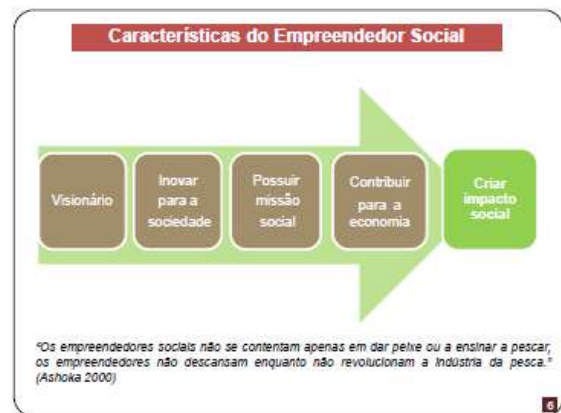 Características do Empreendedor Social
Visionário
Inovar
para a
sociedade
Possuir
missão
social
Contribuir
para a
economia
Criar
impacto
social
"Os empreendedores sociais não se contentam apenas em dar peixe ou a ensinar a pescar,
os empreendedores não descansam enquanto não revolucionam a indústria da pesca."
(Ashoka 2000)
6